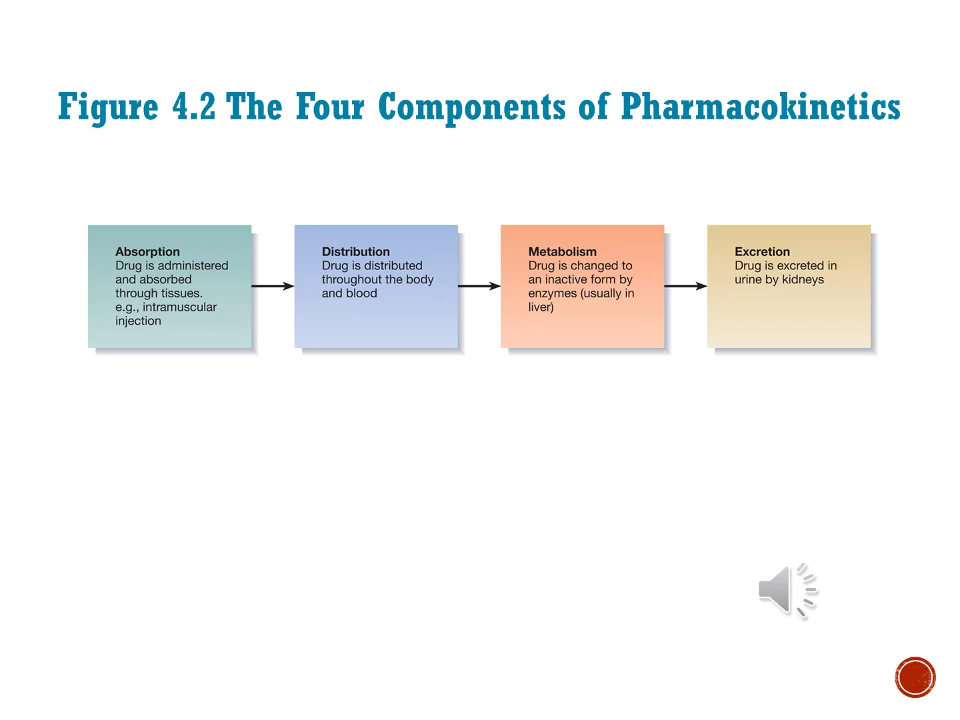 Figure 4.2 The Four Components of Pharmacokinetics
Absorption
Drug is administered
and absorbed
through tissues.
e.g., intramuscular
injection
Distribution
Drug is distributed
throughout the body
and blood
Metabolism
Drug is changed to
an inactive form by
enzymes (usually in
liver)
Excretion
Drug is excreted in
urine by kidneys